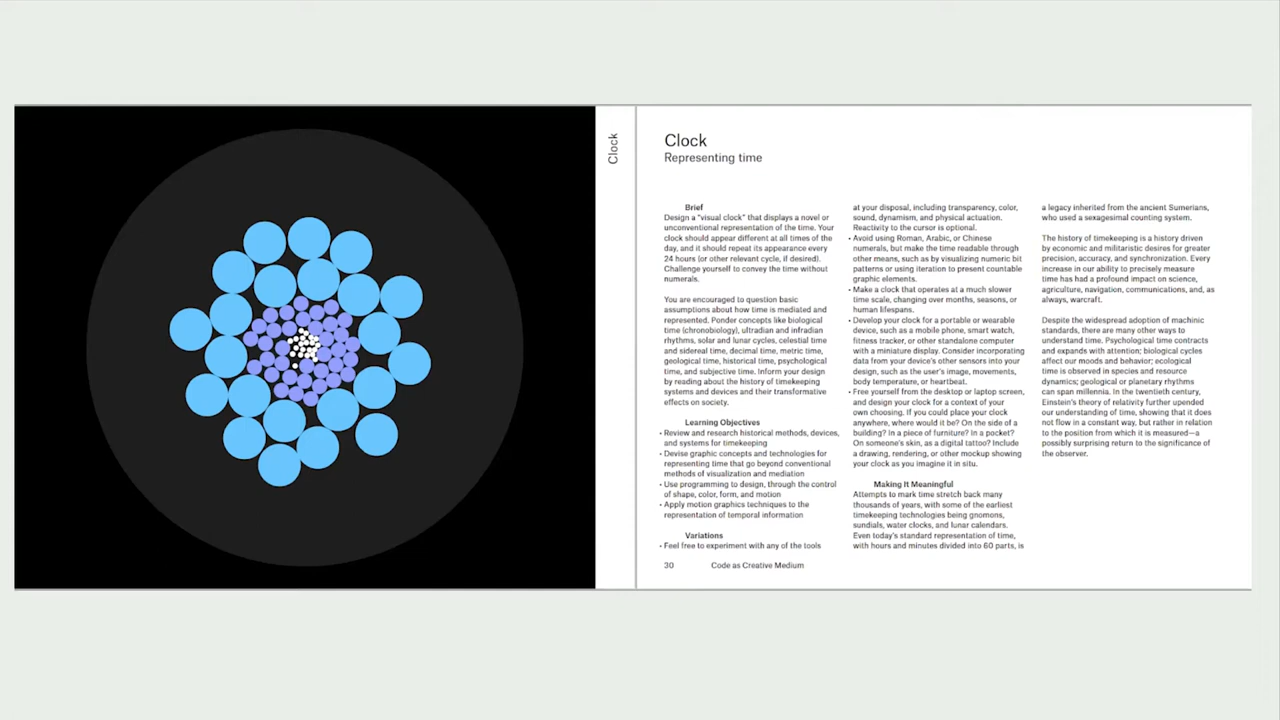 Clock
Clock
Representing time
Brief
Design a "visual clock" that displays a novel or
unconventional representation of the time. Your
clock should appear different at all times of the
day, and it should repeat its appearance every
24 hours (or other relevant cycle, if desired).
Challenge yourself to convey the time without
numerals.
You are encouraged to question basic
assumptions about how time is mediated and
represented. Ponder concepts like biological
time (chronobiology), ultradian and infradian
rhythms, solar and lunar cycles, celestial time
and sidereal time, decimal time, metric time,
geological time, historical time, psychological
time, and subjective time. Inform your design
by reading about the history of timekeeping
systems and devices and their transformative
effects on society.
Learning Objectives
• Review and research historical methods, devices,
and systems for timekeeping
• Devise graphic concepts and technologies for
representing time that go beyond conventional
methods of visualization and mediation
• Use programming to design, through the control
of shape, color, form, and motion
• Apply motion graphics techniques to the
representation of temporal information
Variations
• Feel free to experiment with any of the tools
at your disposal, including transparency, color,
sound, dynamism, and physical actuation.
Reactivity to the cursor is optional.
• Avoid using Roman, Arabic, or Chinese
numerals, but make the time readable through
other means, such as by visualizing numeric bit
patterns or using iteration to present countable
graphic elements.
• Make a clock that operates at a much slower
time scale, changing over months, seasons, or
human lifespans.
• Develop your clock for a portable or wearable
device, such as a mobile phone, smart watch,
fitness tracker, or other standalone computer
with a miniature display. Consider incorporating
data from your device's other sensors into your
design, such as the user's image, movements,
body temperature, or heartbeat.
• Free yourself from the desktop or laptop screen,
and design your clock for a context of your
own choosing. If you could place your clock
anywhere, where would it be? On the side of a
building? In a piece of furniture? In a pocket?
On someone's skin, as a digital tattoo? Include
a drawing, rendering, or other mockup showing
your clock as you imagine it in situ.
Making It Meaningful
Attempts to mark time stretch back many
thousands of years, with some of the earliest
timekeeping technologies being gnomons,
sundials, water clocks, and lunar calendars.
Even today's standard representation of time,
with hours and minutes divided into 60 parts, is
a legacy inherited from the ancient Sumerians,
who used a sexagesimal counting system.
The history of timekeeping is a history driven
by economic and militaristic desires for greater
precision, accuracy, and synchronization. Every
increase in our ability to precisely measure
time has had a profound impact on science,
agriculture, navigation, communications, and, as
always, warcraft.
Despite the widespread adoption of machinic
standards, there are many other ways to
understand time. Psychological time contracts
and expands with attention; biological cycles
affect our moods and behavior; ecological
time is observed in species and resource
dynamics; geological or planetary rhythms
can span millennia. In the twentieth century,
Einstein's theory of relativity further upended
our understanding of time, showing that it does
not flow in a constant way, but rather in relation
to the position from which it is measured—a
possibly surprising return to the significance of
the observer.
30 Code as Creative Medium